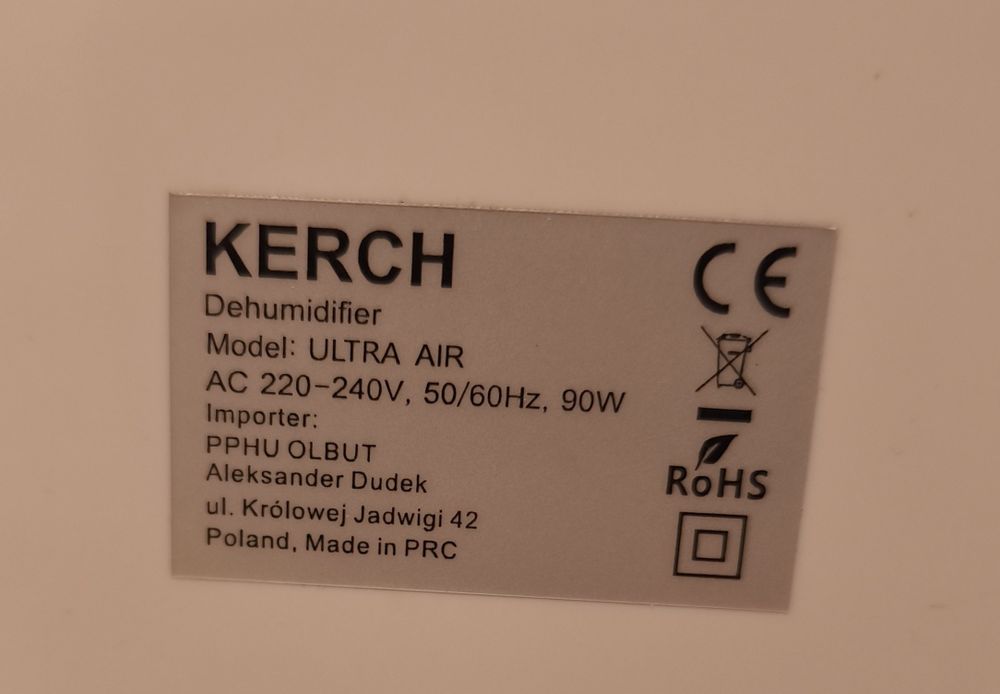 KERCH
Dehumidifier
Model: ULTRA AIR
AC 220-240V, 50/60Hz, 90W
Importer:
PPHU OLBUT
Aleksander Dudek
ul. Królowej Jadwigi 42
Poland, Made in PRC
CE
RoHS